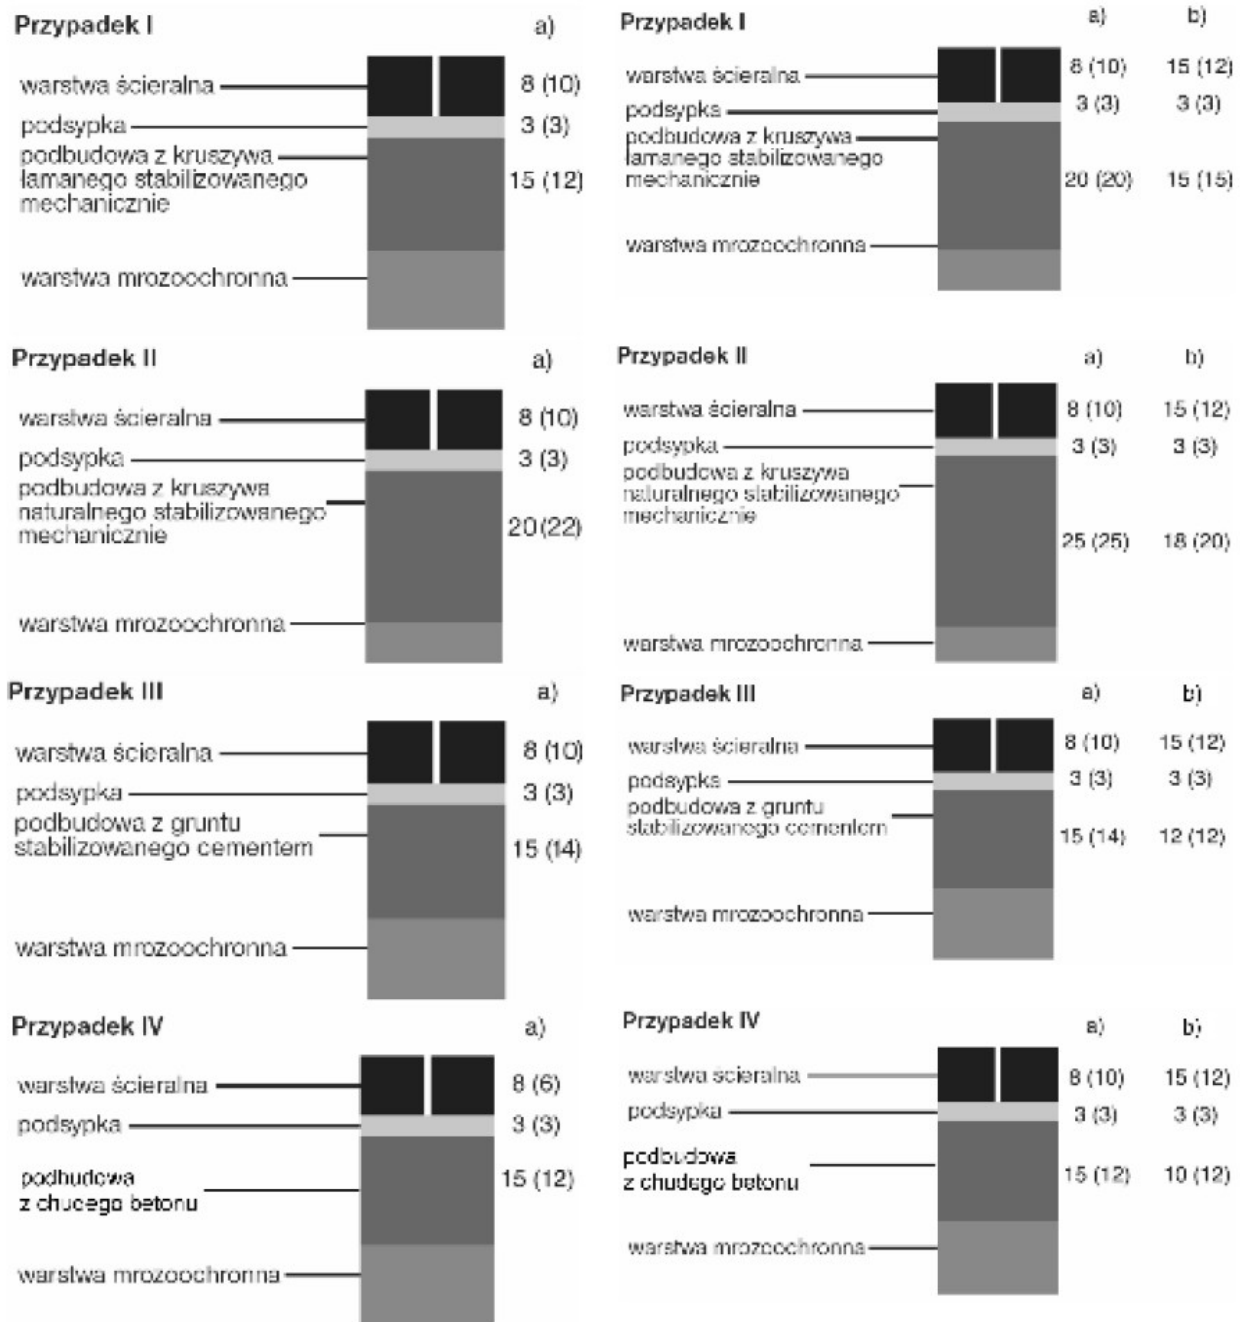 Przypadek I a)
warstwa ścieralna 8 (10)
podsypka 3 (3)
podbudowa z kruszywa
łamanego stabilizowanego 15 (12)
mechanicznie
warstwa mrozoochronna
Przypadek II a)
warstwa ścieralna 8 (10)
podsypka 3 (3)
podbudowa z kruszywa
naturalnego stabilizowanego
mechanicznie 20 (22)
warstwa mrozoochronna
Przypadek III a)
warstwa ścieralna 8 (10)
podsypka 3 (3)
podbudowa z gruntu
stabilizowanego cementem 15 (14)
warstwa mrozoochronna
Przypadek IV a)
warstwa ścieralna 8 (6)
podsypka 3 (3)
podbudowa 15 (12)
z chudego betonu
warstwa mrozoochronna
Przypadek I a) b)
warstwa ścieralna 8 (10) 15 (12)
podsypka 3 (3) 3 (3)
podbudowa z kruszywa
łamanego stabilizowanego
mechanicznie 20 (20) 15 (15)
warstwa mrozoochronna
Przypadek II a) b)
warstwa ścieralna 8 (10) 15 (12)
podsypka 3 (3) 3 (3)
podbudowa z kruszywa
naturalnego stabilizowanego
mechanicznie
25 (25) 18 (20)
warstwa mrozoochronna
Przypadek III a) b)
warstwa ścieralna 8 (10) 15 (12)
podsypka 3 (3) 3 (3)
podbudowa z gruntu
stabilizowanego cementem 15 (14) 12 (12)
warstwa mrozoochronna
Przypadek IV a) b)
warstwa ścieralna 8 (10) 15 (12)
podsypka 3 (3) 3 (3)
podbudowa
z chudego betonu 15 (12) 10 (12)
warstwa mrozoochronna